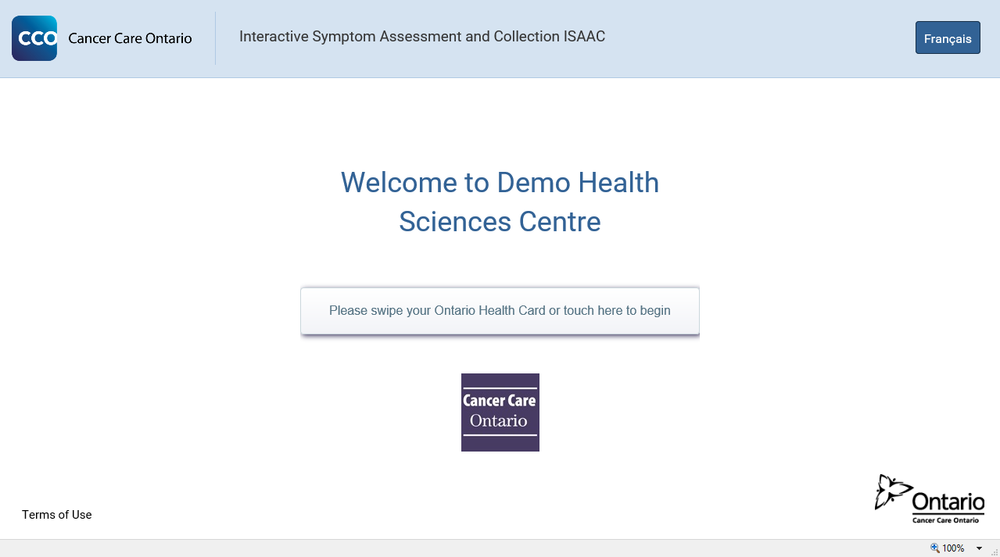 CCO Cancer Care Ontario
Interactive Symptom Assessment and Collection ISAAC
Français
Welcome to Demo Health
Sciences Centre
Please swipe your Ontario Health Card or touch here to begin
Cancer Care
Ontario
Ontario
Cancer Care Ontario
Terms of Use
100%